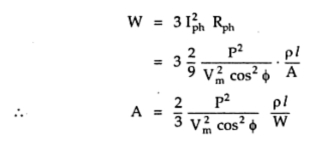 W = 3 I²ph Rph
= 3 2/9 P²/(V²m cos² ϕ) · ρl/A
∴ A = 2/3 P²/(V²m cos² ϕ) ρl/W